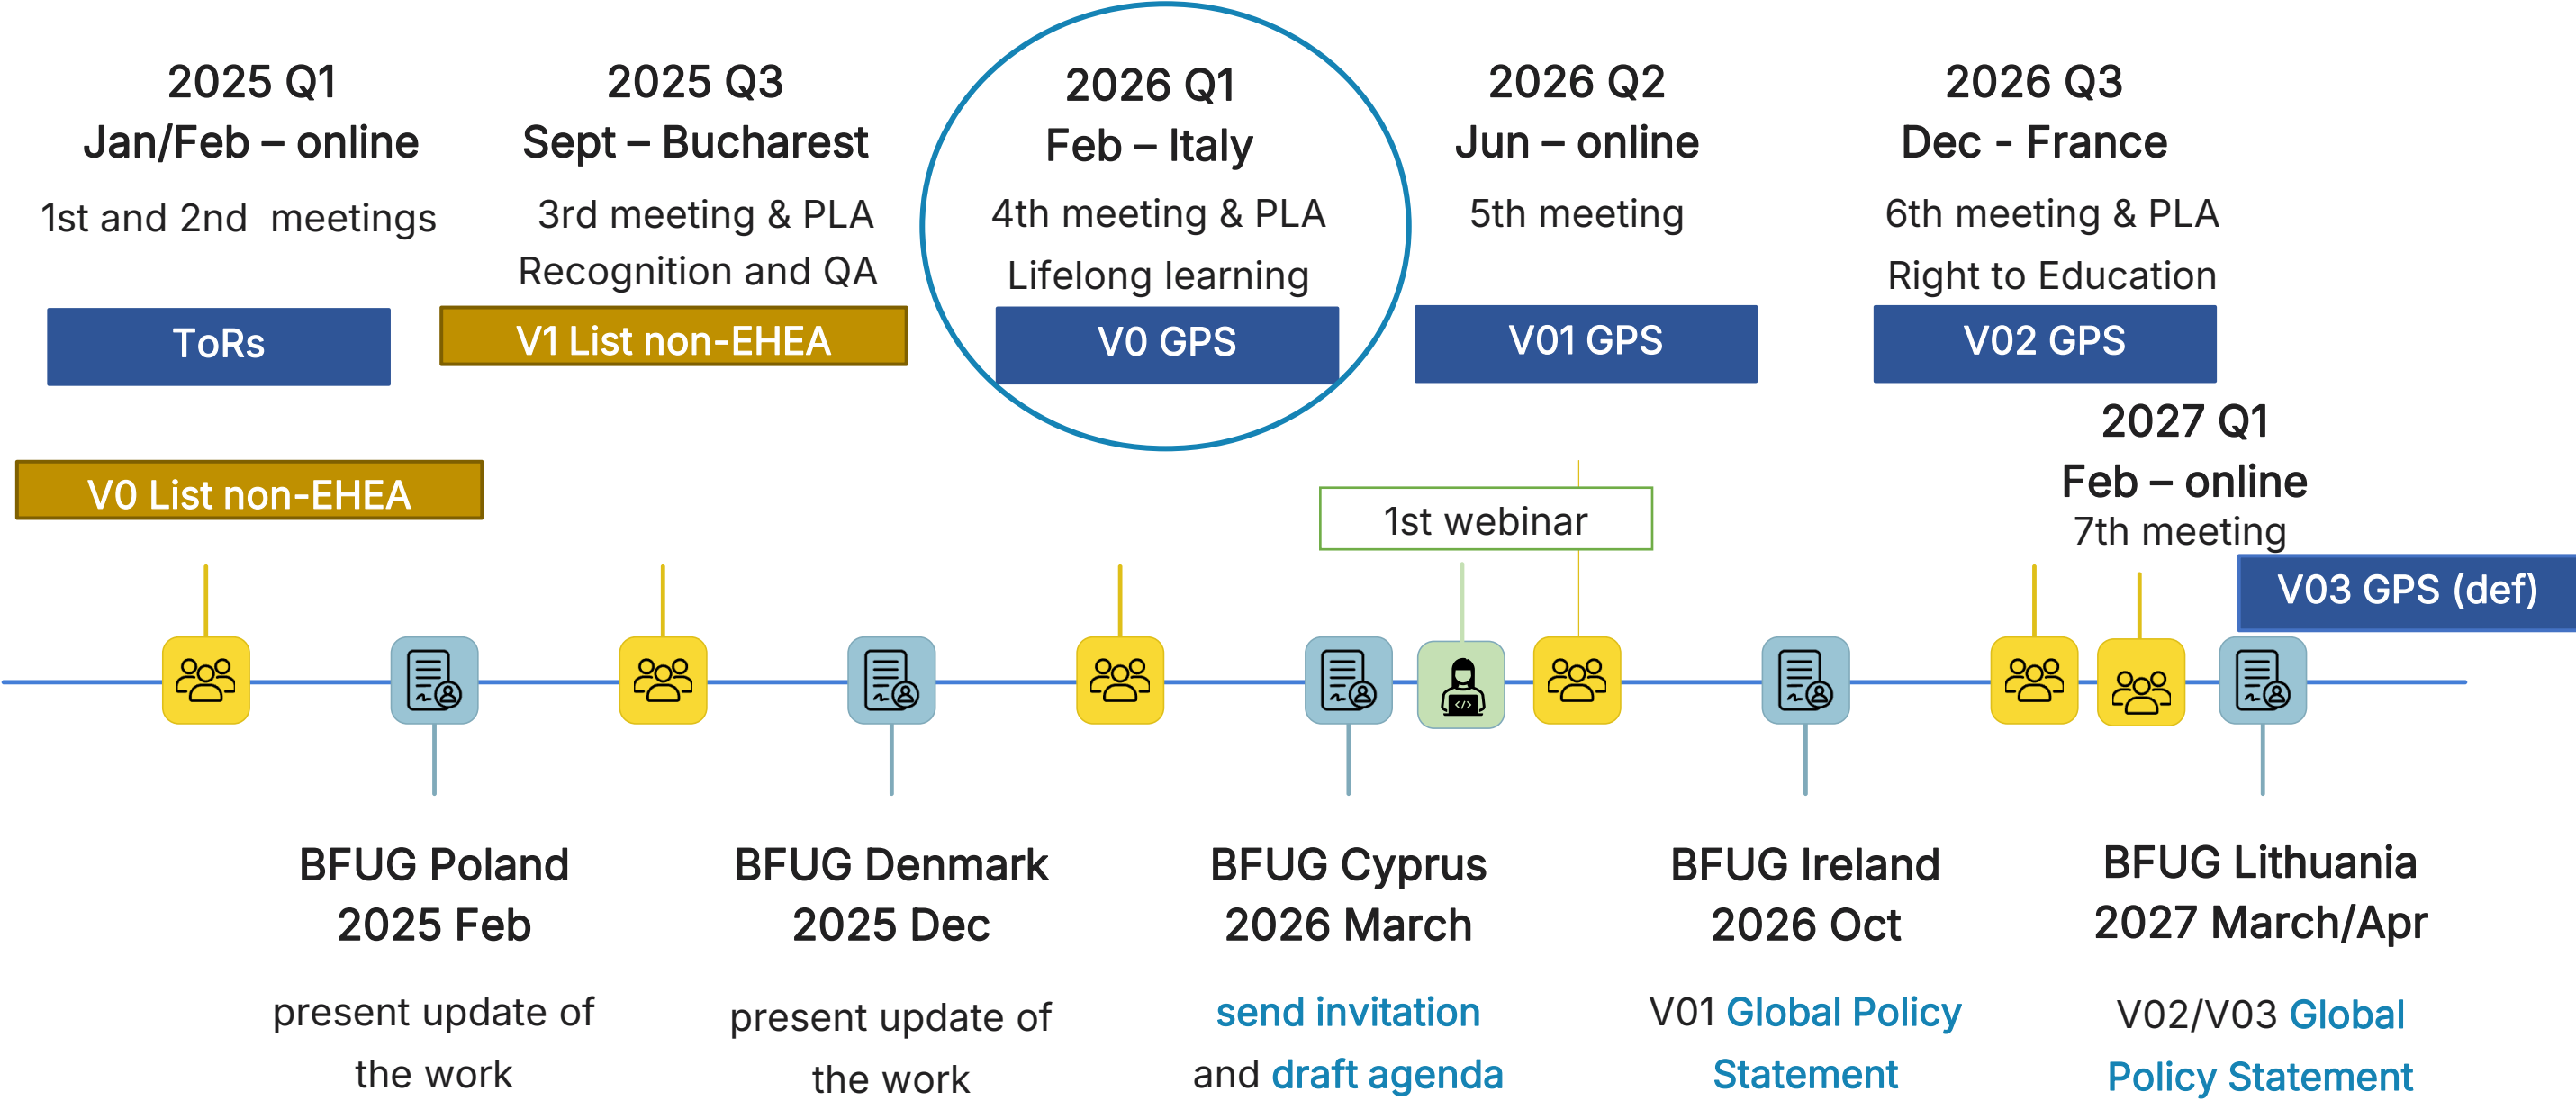 2025 Q1
Jan/Feb – online
1st and 2nd meetings
ToRs
V0 List non-EHEA
2025 Q3
Sept – Bucharest
3rd meeting & PLA
Recognition and QA
V1 List non-EHEA
2026 Q1
Feb – Italy
4th meeting & PLA
Lifelong learning
V0 GPS
2026 Q2
Jun – online
5th meeting
V01 GPS
1st webinar
2026 Q3
Dec - France
6th meeting & PLA
Right to Education
V02 GPS
2027 Q1
Feb – online
7th meeting
V03 GPS (def)
BFUG Poland
2025 Feb
present update of
the work
BFUG Denmark
2025 Dec
present update of
the work
BFUG Cyprus
2026 March
send invitation
and draft agenda
BFUG Ireland
2026 Oct
V01 Global Policy
Statement
BFUG Lithuania
2027 March/Apr
V02/V03 Global
Policy Statement